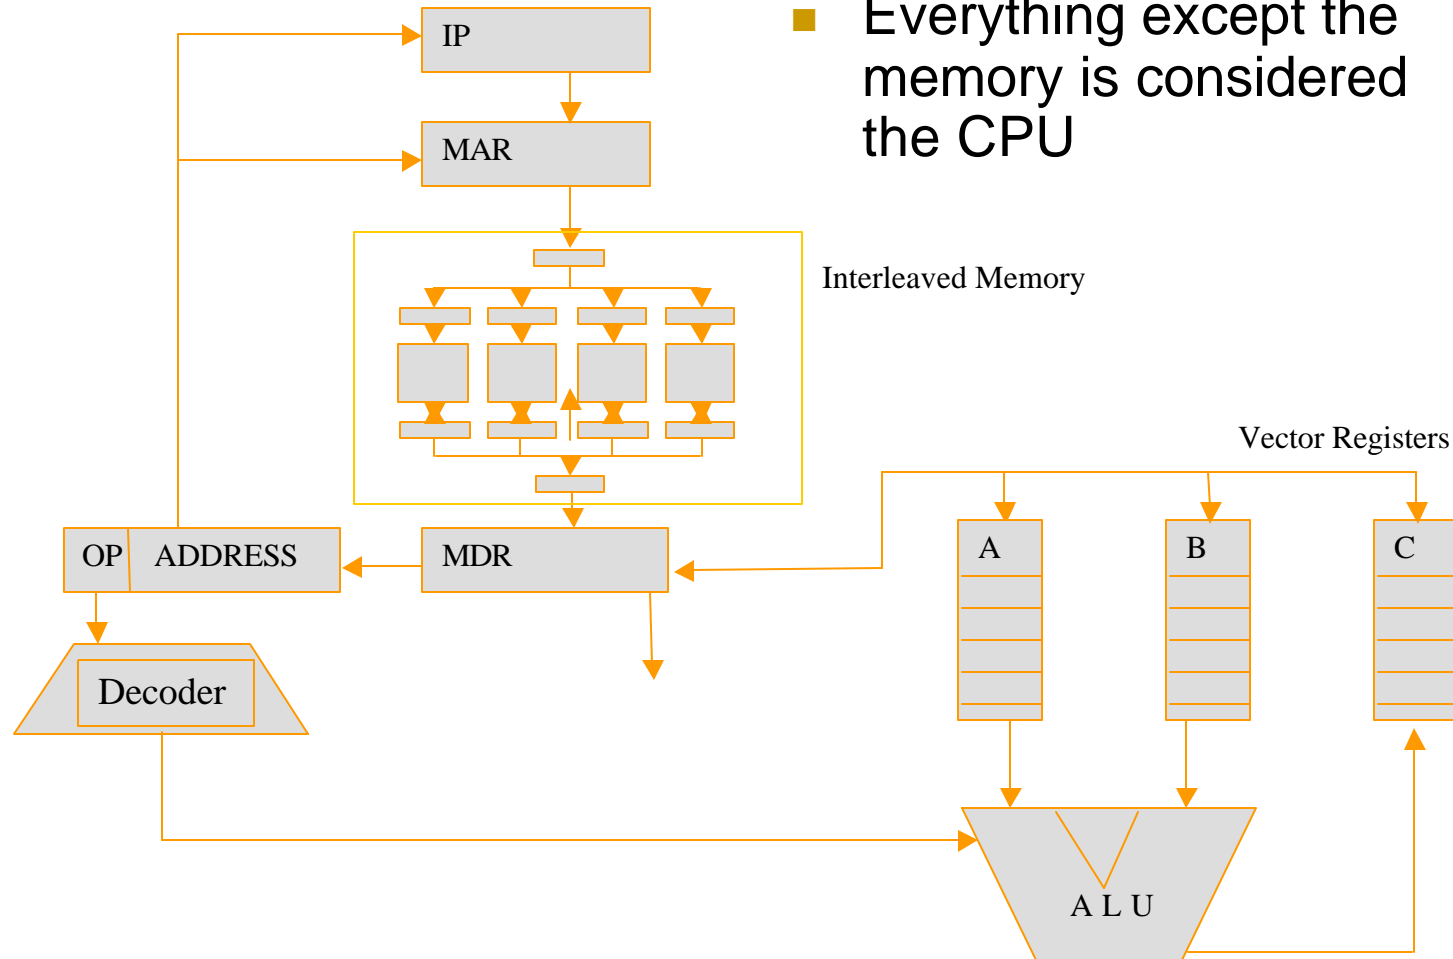 Everything except the
memory is considered
the CPU
IP
MAR
Interleaved Memory
Vector Registers
OP ADDRESS
MDR
A
B
C
Decoder
A L U